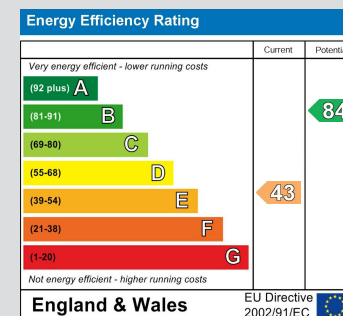 Energy Efficiency Rating
Current Potenti
Very energy efficient - lower running costs
(92 plus) A
(81-91) B
84
(69-80) C
(55-68) D
(39-54) E
43
(21-38) F
(1-20) G
Not energy efficient - higher running costs
England & Wales
EU Directive
2002/91/EC